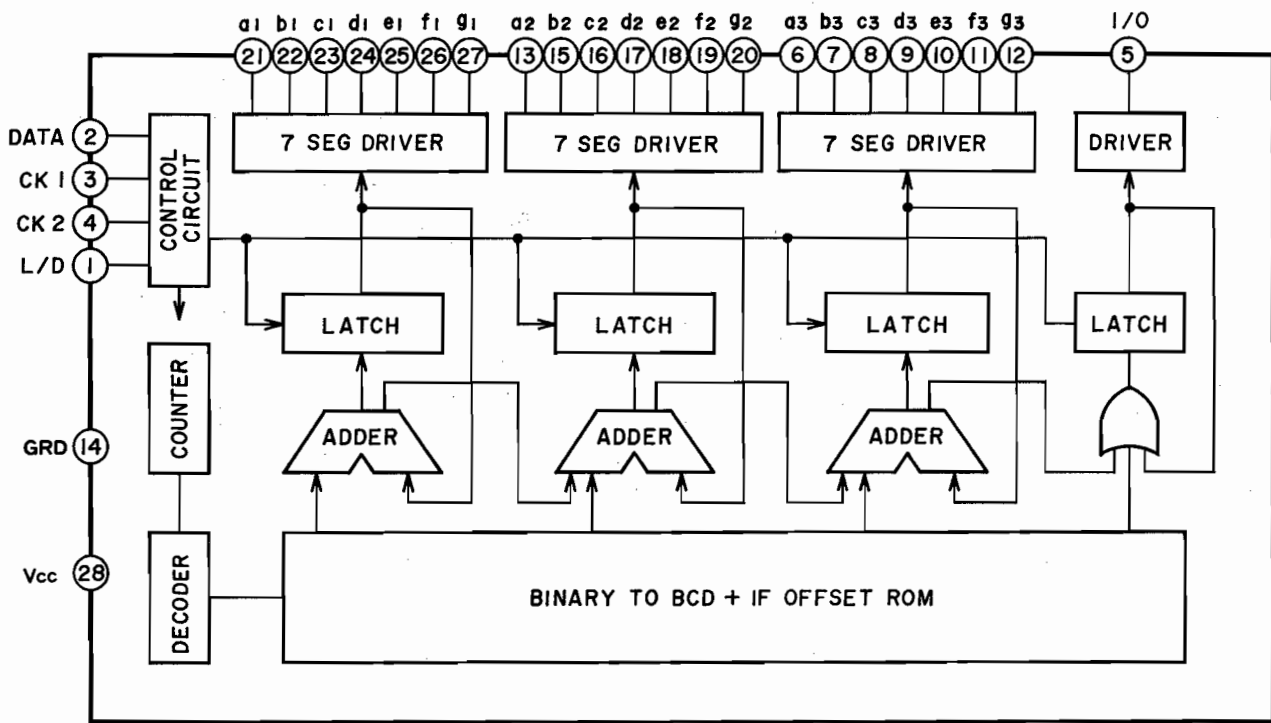 a1 b1 c1 d1 e1 f1 g1 a2 b2 c2 d2 e2 f2 g2 a3 b3 c3 d3 e3 f3 g3 I/O
21 22 23 24 25 26 27 13 15 16 17 18 19 20 6 7 8 9 10 11 12 5
DATA 2
CK 1 3
CK 2 4
L/D 1
CONTROL
CIRCUIT
7 SEG DRIVER 7 SEG DRIVER 7 SEG DRIVER DRIVER
LATCH LATCH LATCH LATCH
COUNTER
ADDER ADDER ADDER
GRD 14
Vcc 28
DECODER
BINARY TO BCD + IF OFFSET ROM